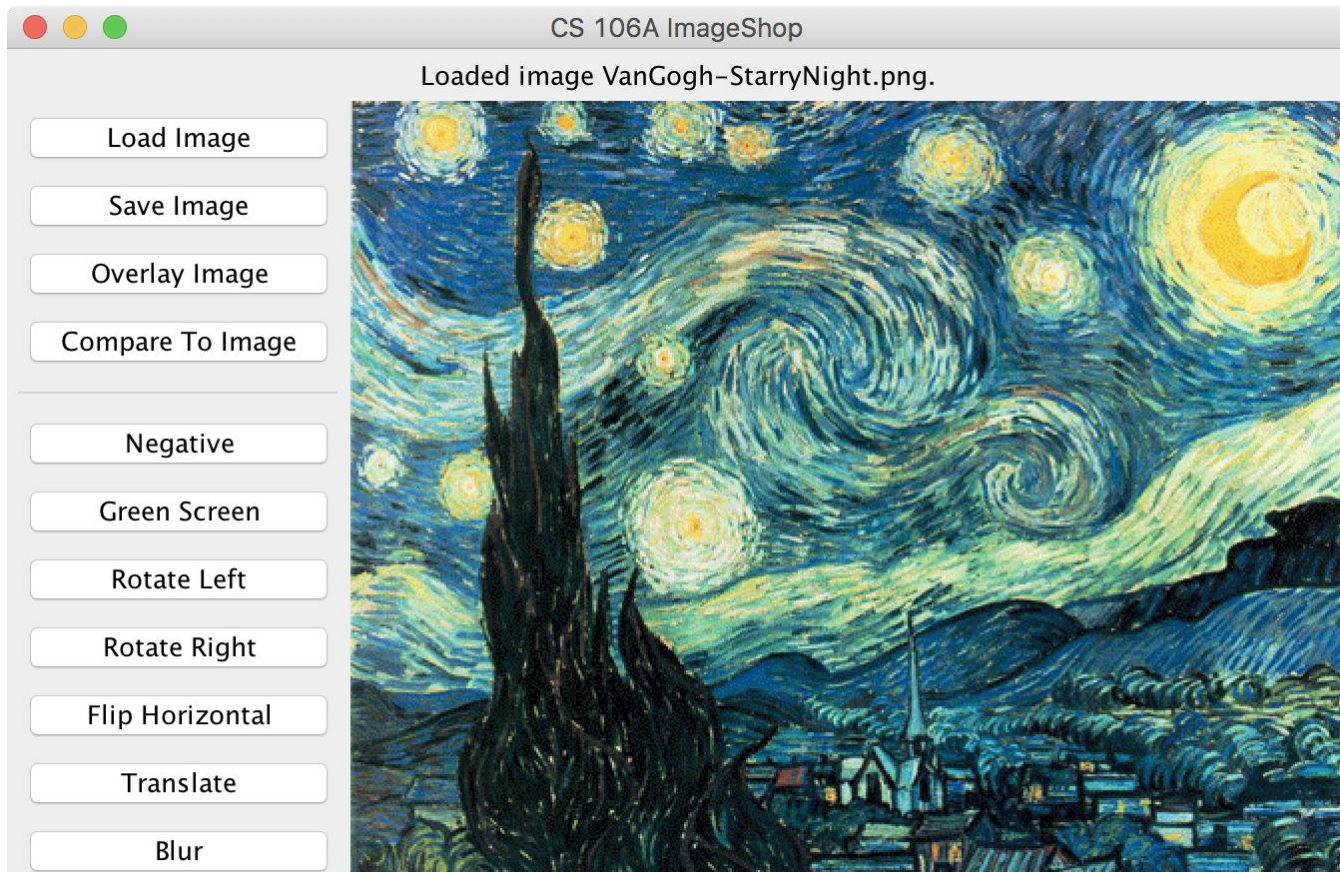 CS 106A ImageShop
Loaded image VanGogh-StarryNight.png.
Load Image
Save Image
Overlay Image
Compare To Image
Negative
Green Screen
Rotate Left
Rotate Right
Flip Horizontal
Translate
Blur